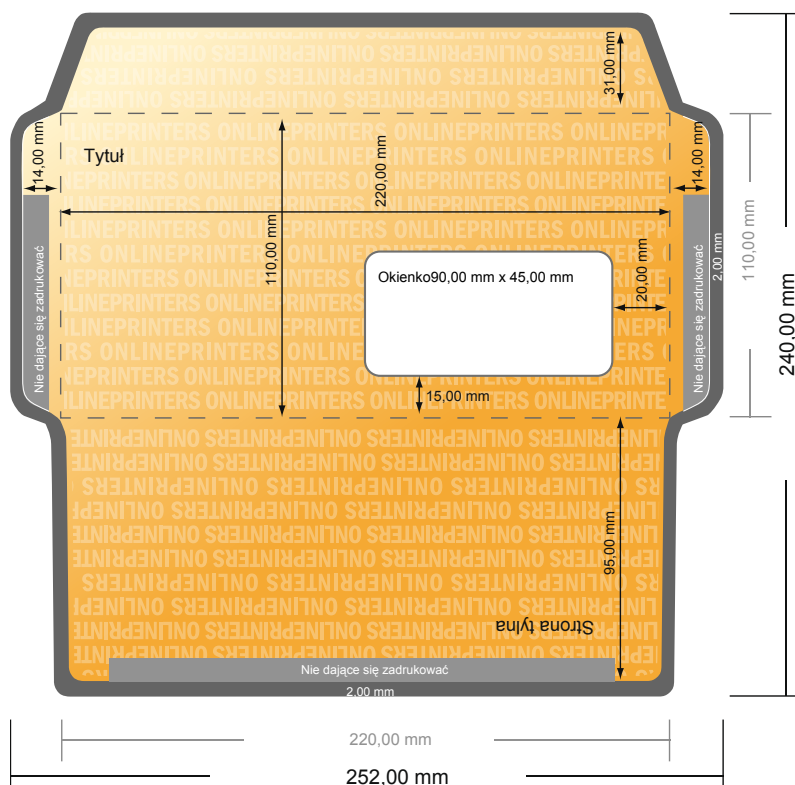 ONLINEPRINTERS ONLINEPRINTERS ONLINEPRINTERS
31,00 mm
14,00 mm
Tytuł
14,00 mm
220,00 mm
110,00 mm
Okienko90,00 mm x 45,00 mm
20,00 mm
15,00 mm
Nie dające się zadrukować
Nie dające się zadrukować
2,00 mm
110,00 mm
240.00 mm
95,00 mm
Strona tylna
Nie dające się zadrukować
2.00 mm
220,00 mm
252,00 mm